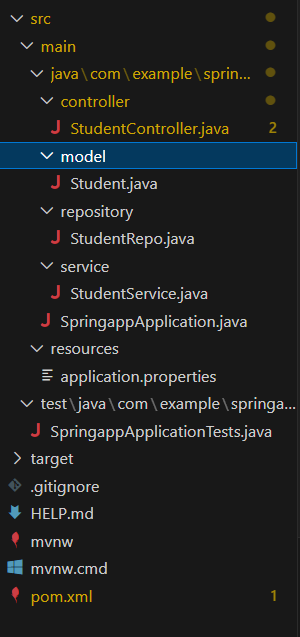 src
main
java\com\example\sprin...
controller
StudentController.java 2
model
Student.java
repository
StudentRepo.java
service
StudentService.java
SpringappApplication.java
resources
application.properties
test\java\com\example\springa...
SpringappApplicationTests.java
target
.gitignore
HELP.md
mvnw
mvnw.cmd
pom.xml 1